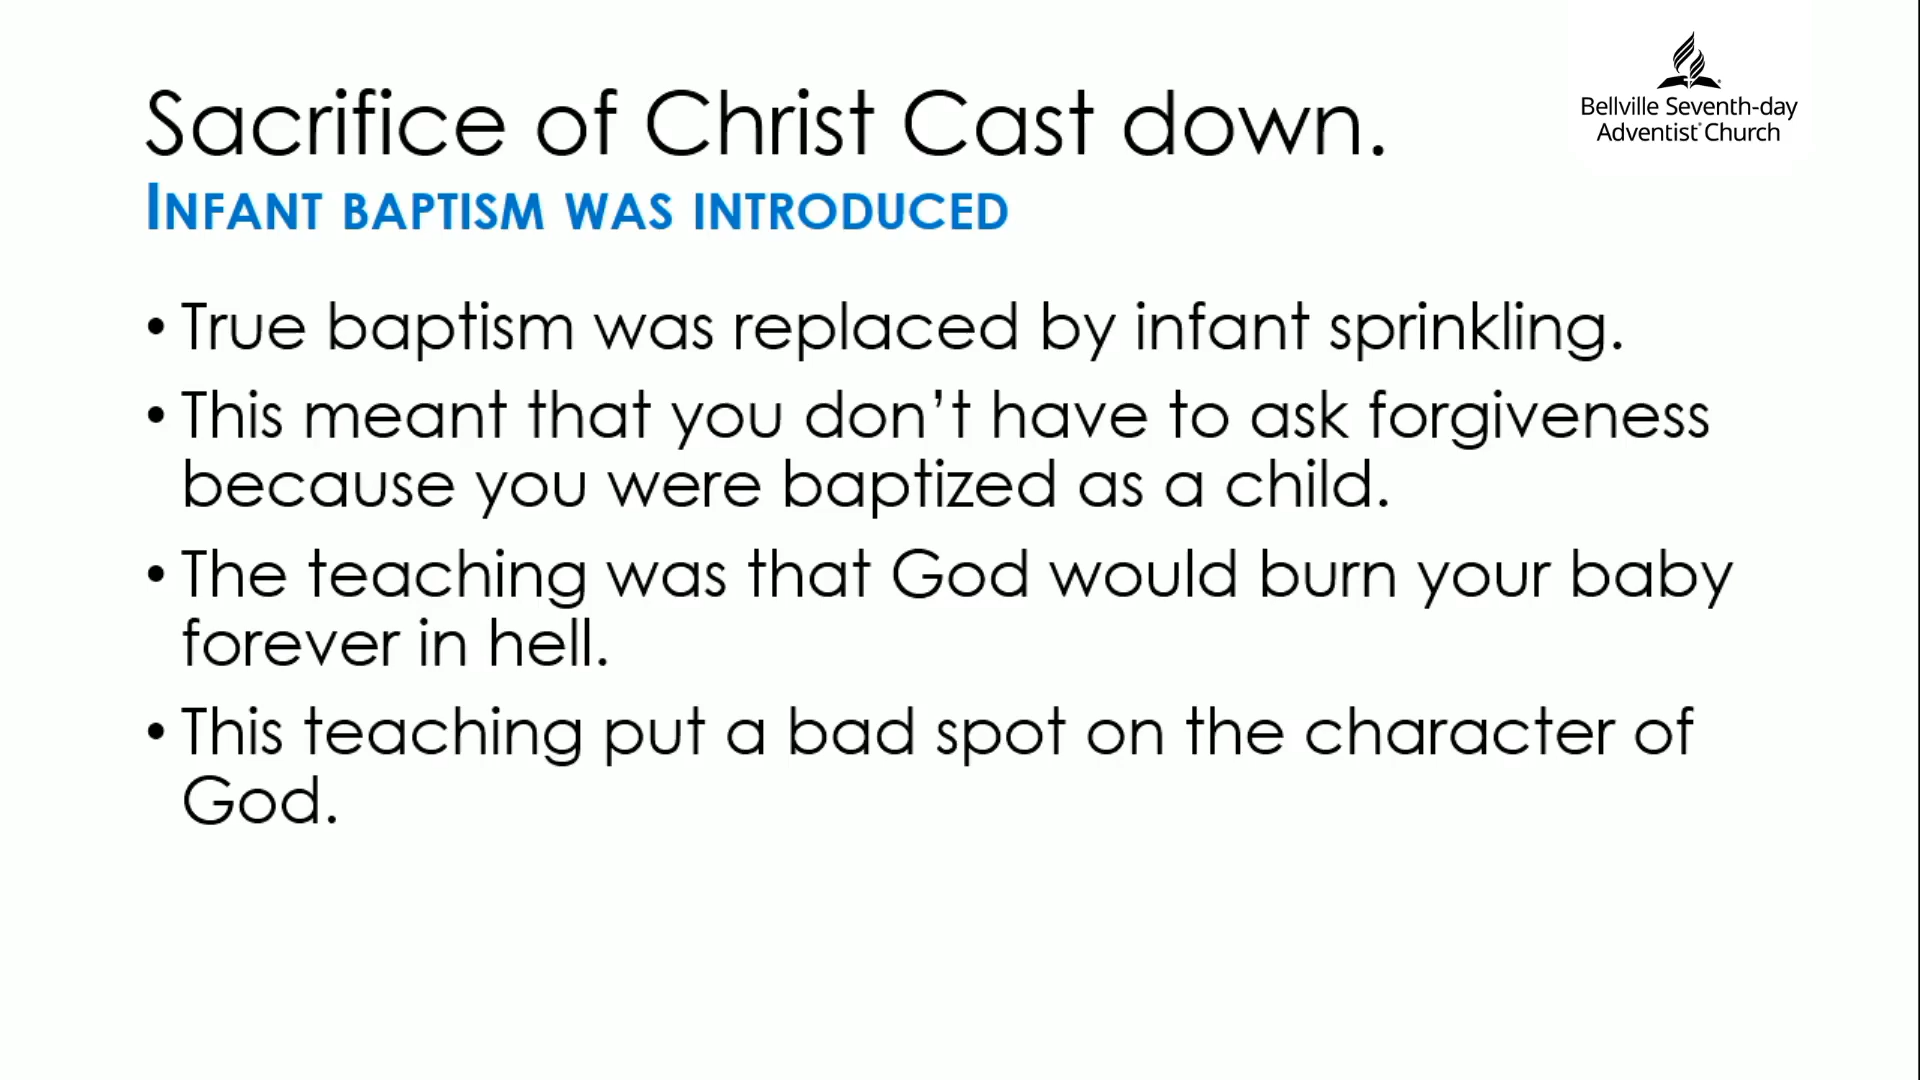 Sacrifice of Christ Cast down.
Bellville Seventh-day
Adventist® Church
INFANT BAPTISM WAS INTRODUCED
• True baptism was replaced by infant sprinkling.
• This meant that you don’t have to ask forgiveness
because you were baptized as a child.
• The teaching was that God would burn your baby
forever in hell.
• This teaching put a bad spot on the character of
God.